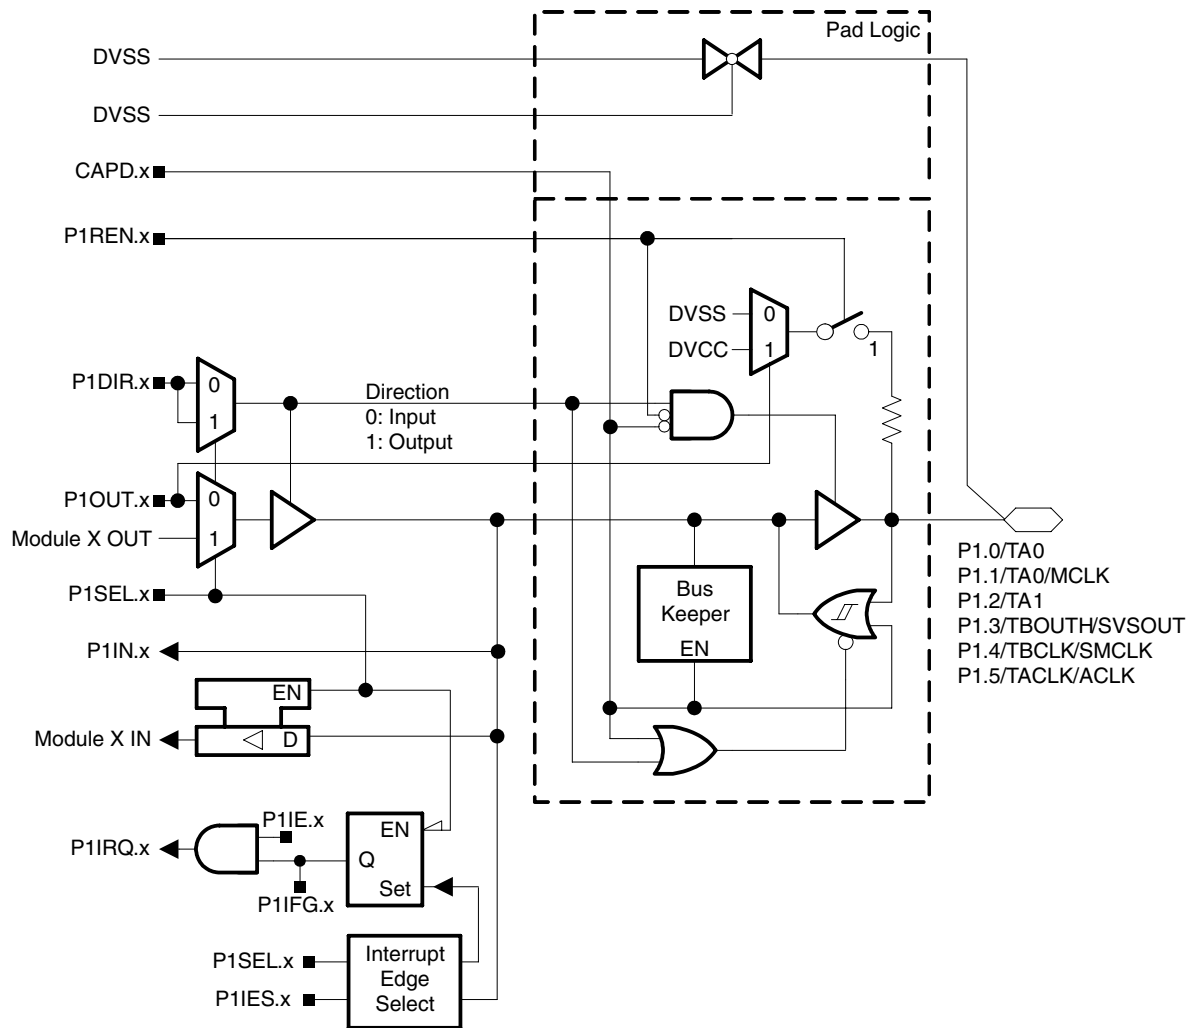 Pad Logic
DVSS
DVSS
CAPD.x
P1REN.x
DVSS
0
DVCC
1
1
P1DIR.x
0
1
Direction
0: Input
1: Output
P1OUT.x
0
Module X OUT
1
P1SEL.x
P1IN.x
EN
Module X IN
D
Bus
Keeper
EN
P1.0/TA0
P1.1/TA0/MCLK
P1.2/TA1
P1.3/TBOUTH/SVSOUT
P1.4/TBCLK/SMCLK
P1.5/TACLK/ACLK
P1IE.x
P1IRQ.x
P1IFG.x
EN
Q
Set
P1SEL.x
P1IES.x
Interrupt
Edge
Select